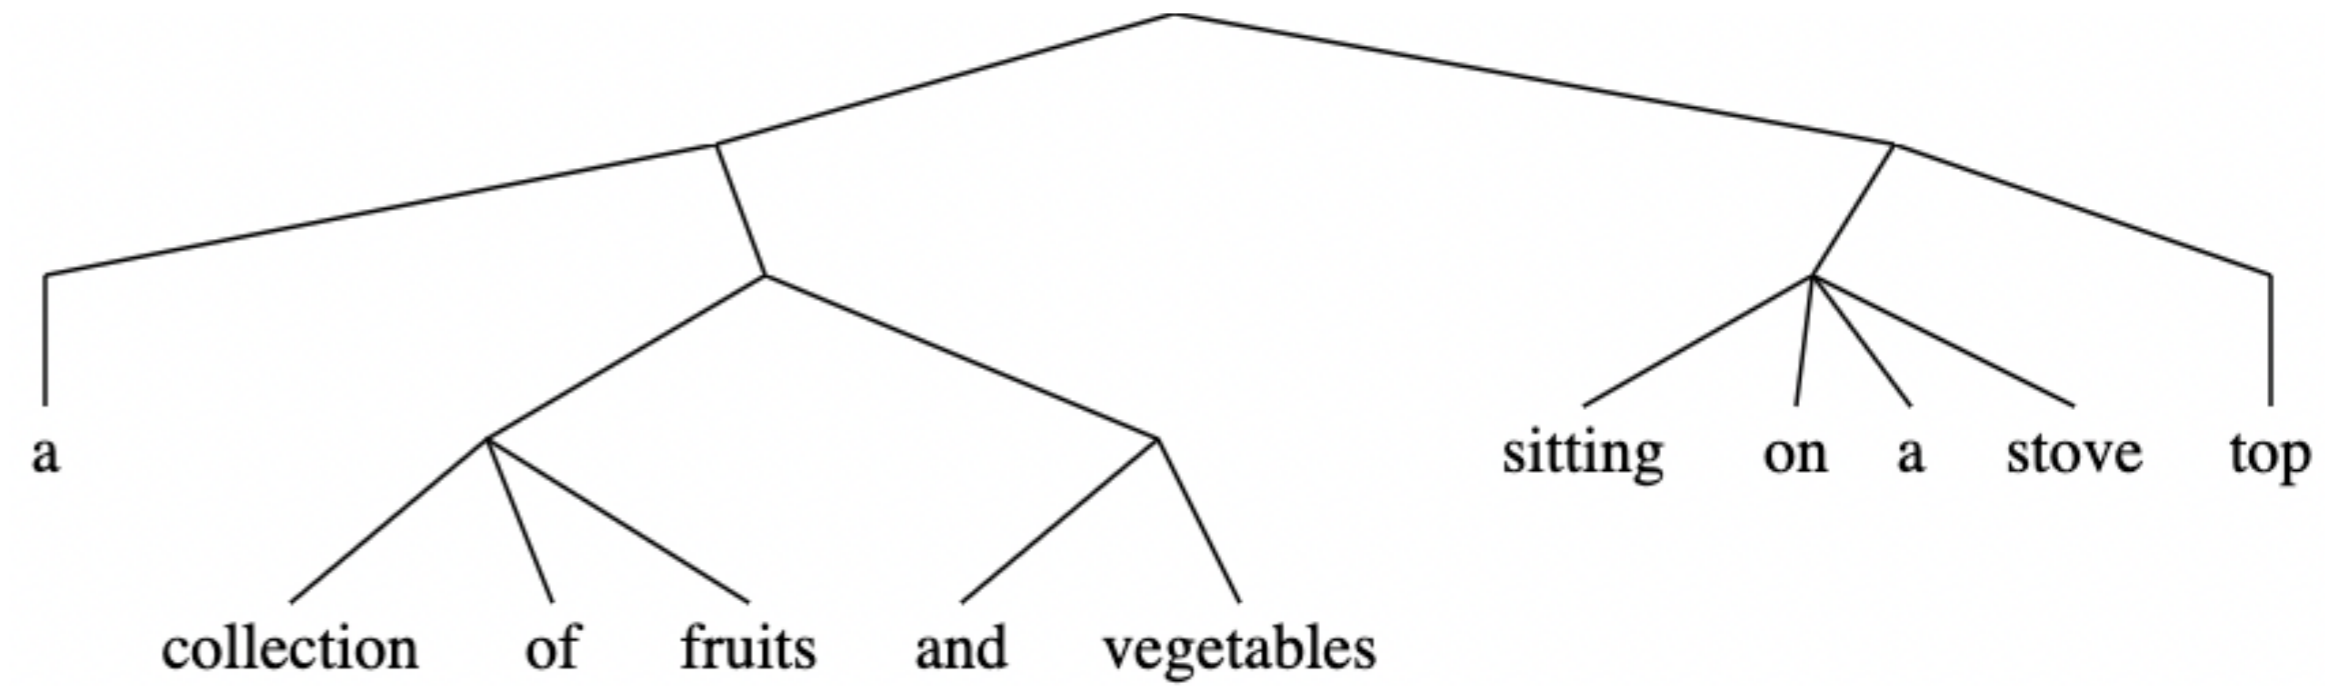 a sitting on a stove top
collection of fruits and vegetables